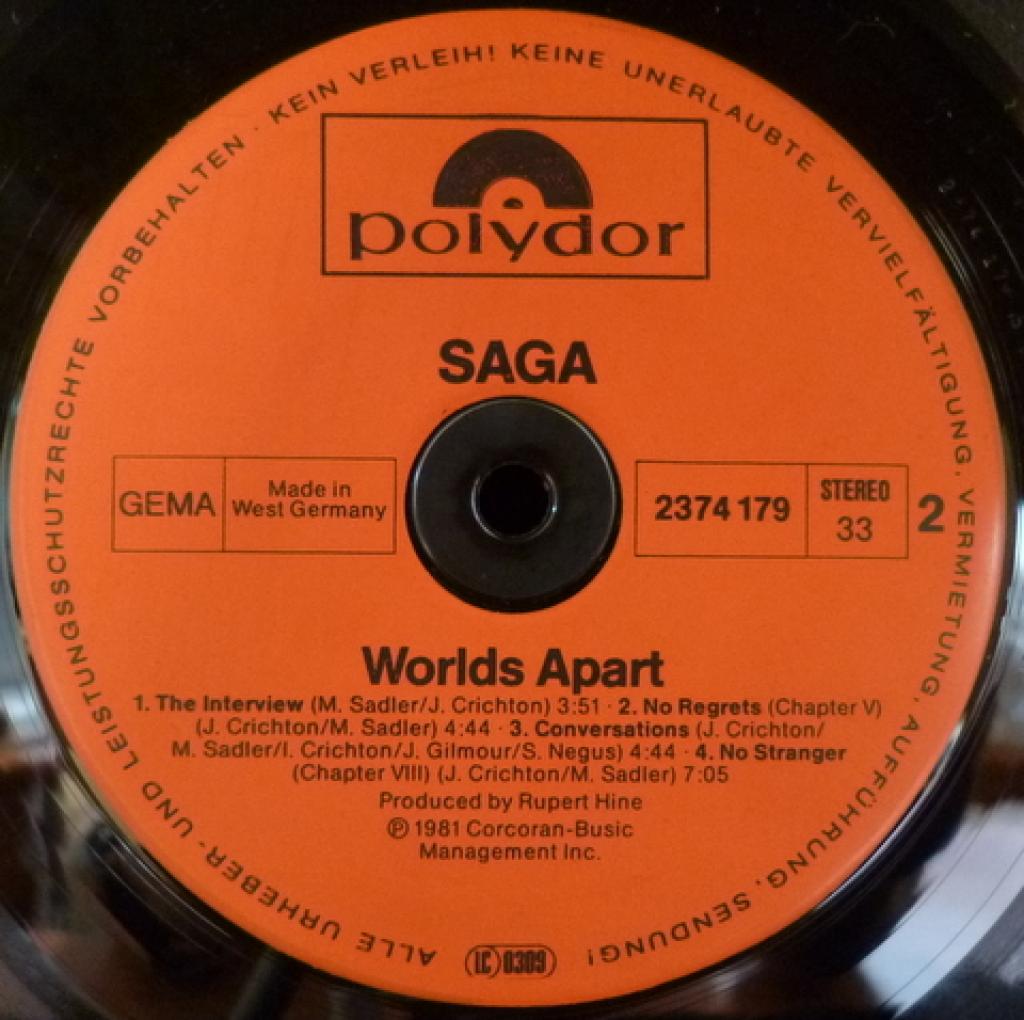 ALLE URHEBER- UND LEISTUNGSSCHUTZRECHTE VORBEHALTEN · KEIN VERLEIH! KEINE UNERLAUBTE VERVIELFÄLTIGUNG, VERMIETUNG, AUFFÜHRUNG, SENDUNG!
polydor
SAGA
GEMA
Made in
West Germany
2374 179
STEREO
33
2
Worlds Apart
1. The Interview (M. Sadler/J. Crichton) 3:51 · 2. No Regrets (Chapter V)
(J. Crichton/M. Sadler) 4:44 · 3. Conversations (J. Crichton/
M. Sadler/I. Crichton/J. Gilmour/S. Negus) 4:44 · 4. No Stranger
(Chapter VIII) (J. Crichton/M. Sadler) 7:05
Produced by Rupert Hine
℗ 1981 Corcoran-Busic
Management Inc.
LC 0309